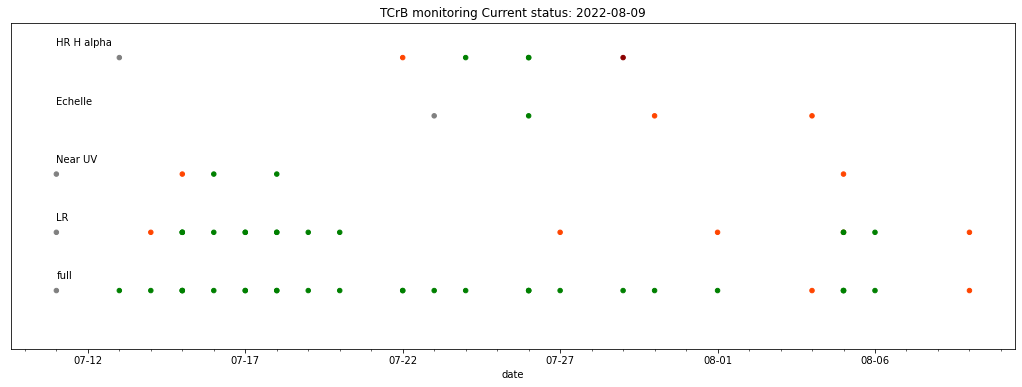 TCrB monitoring Current status: 2022-08-09
HR H alpha
Echelle
Near UV
LR
full
07-12 07-17 07-22 07-27 08-01 08-06
date